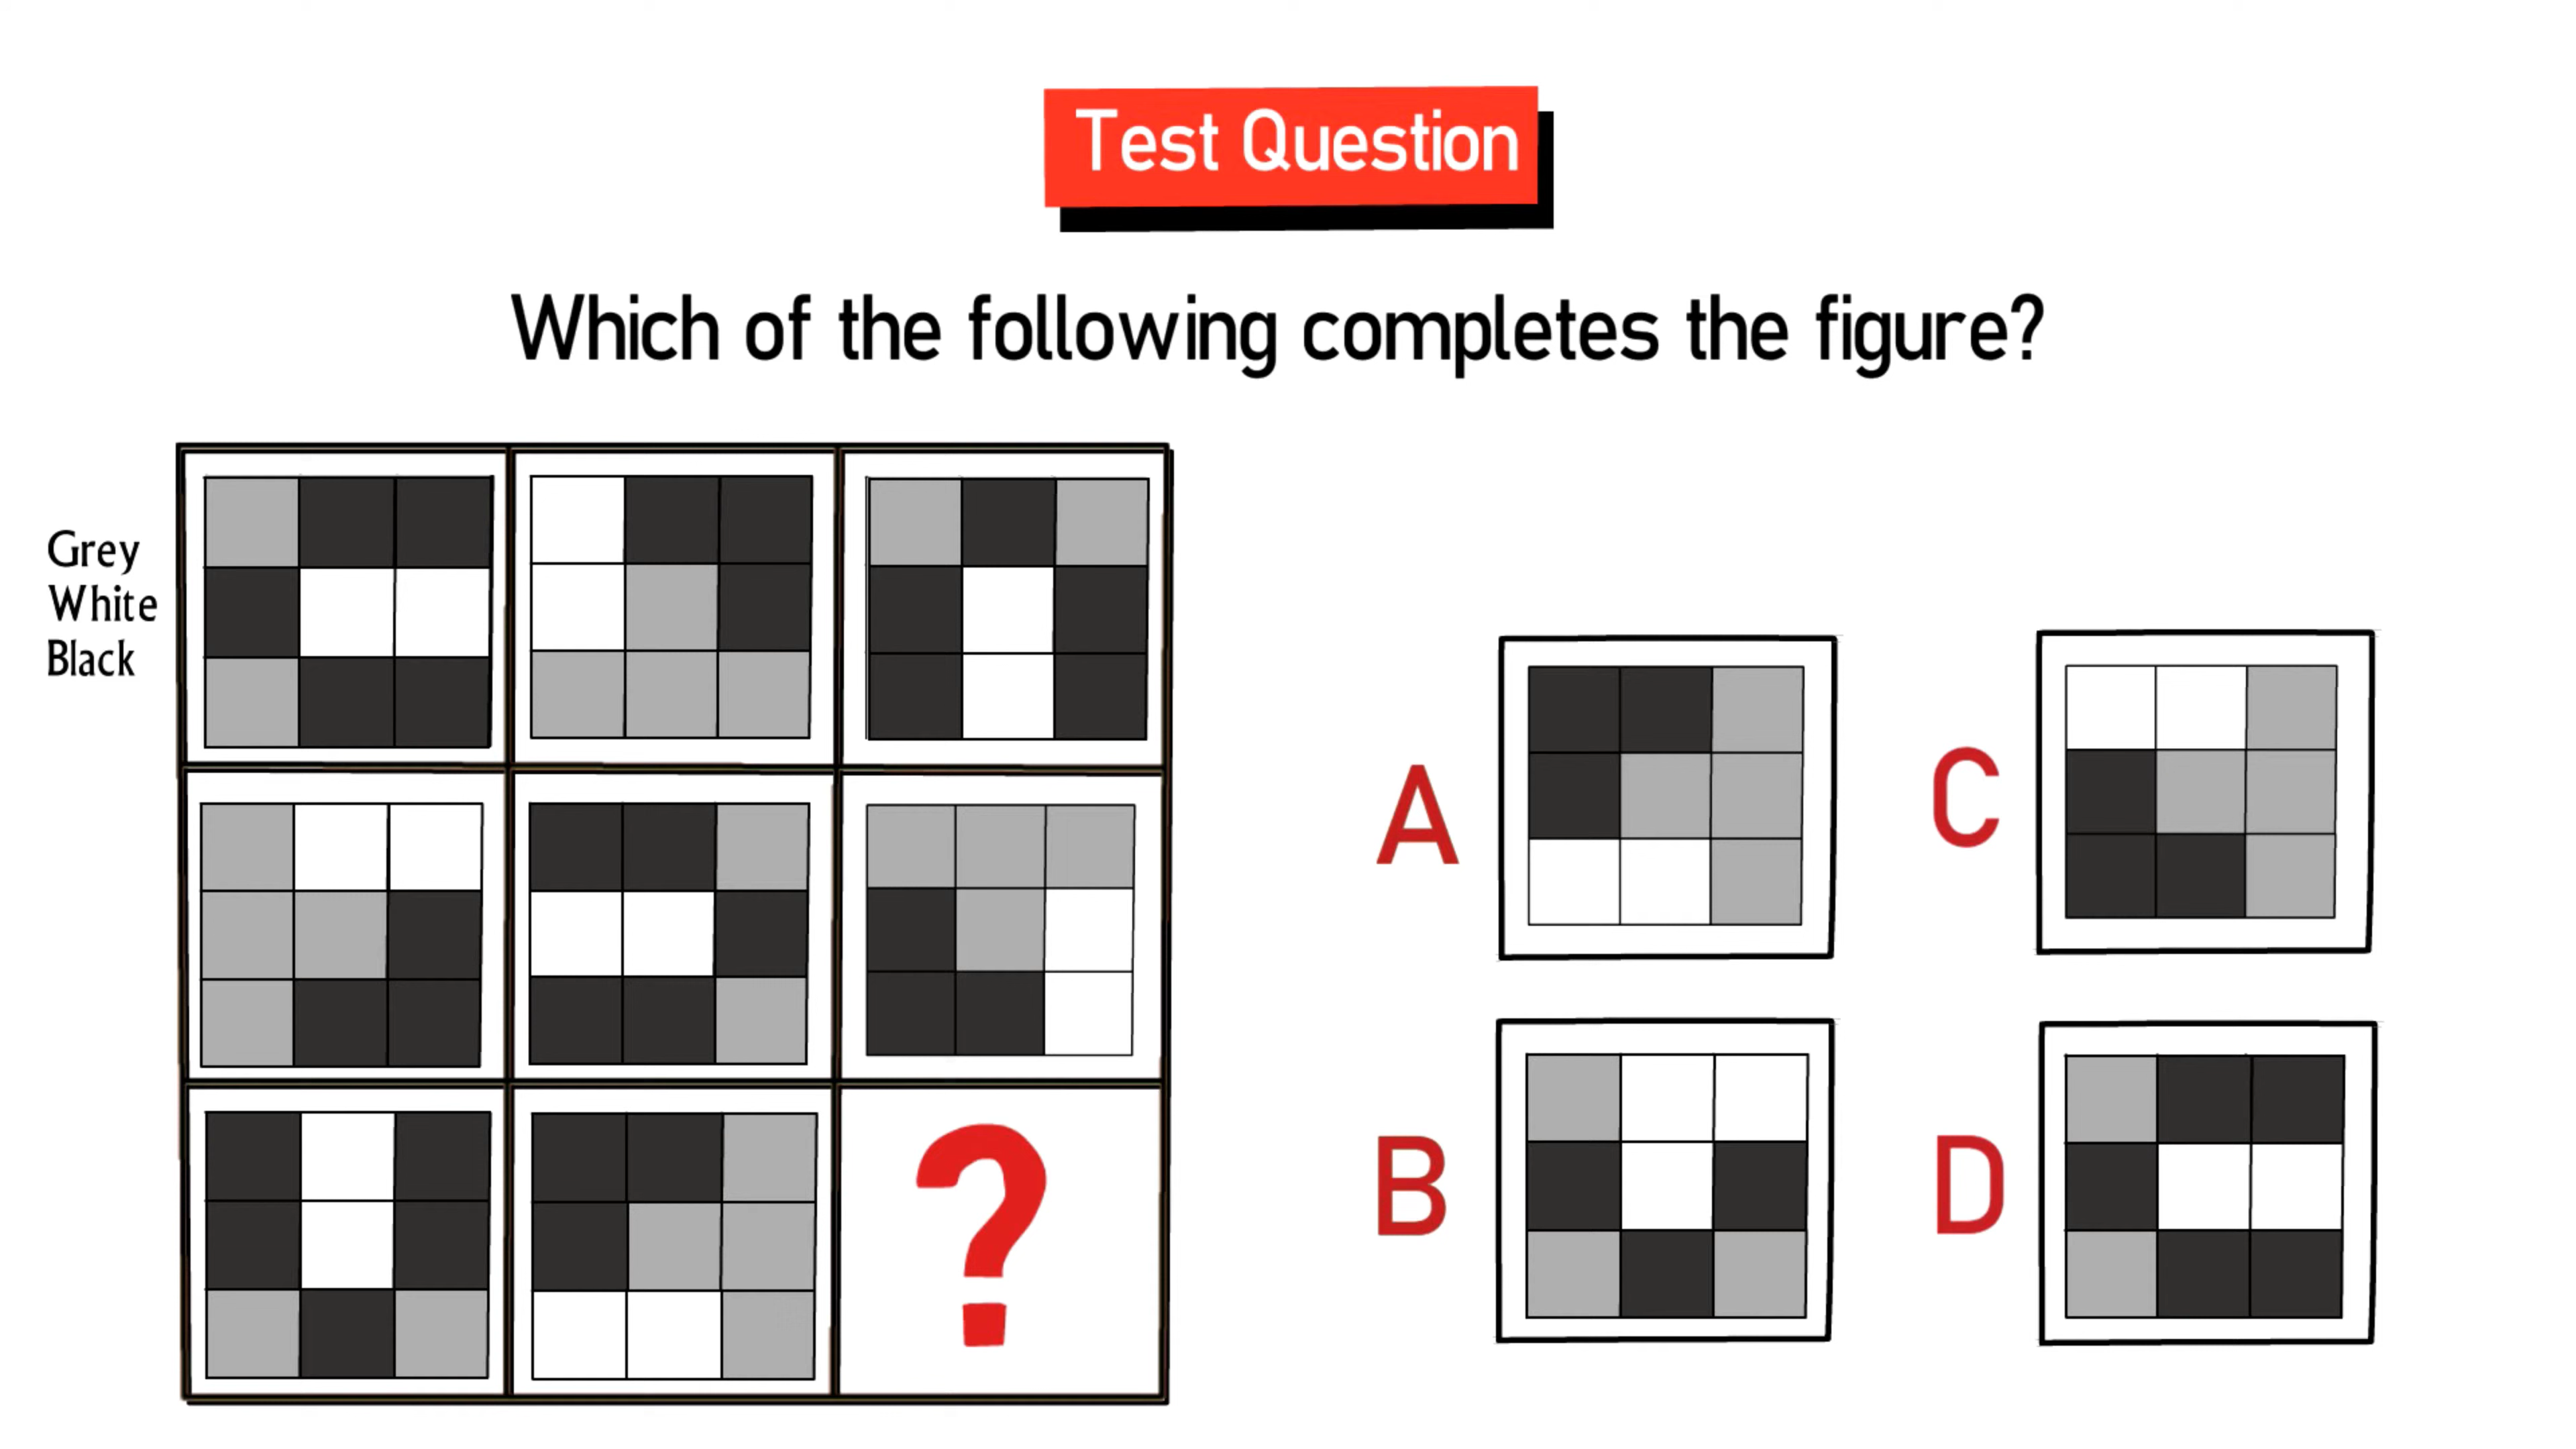 Test Question
Which of the following completes the figure?
Grey
White
Black
A
C
B
D
?